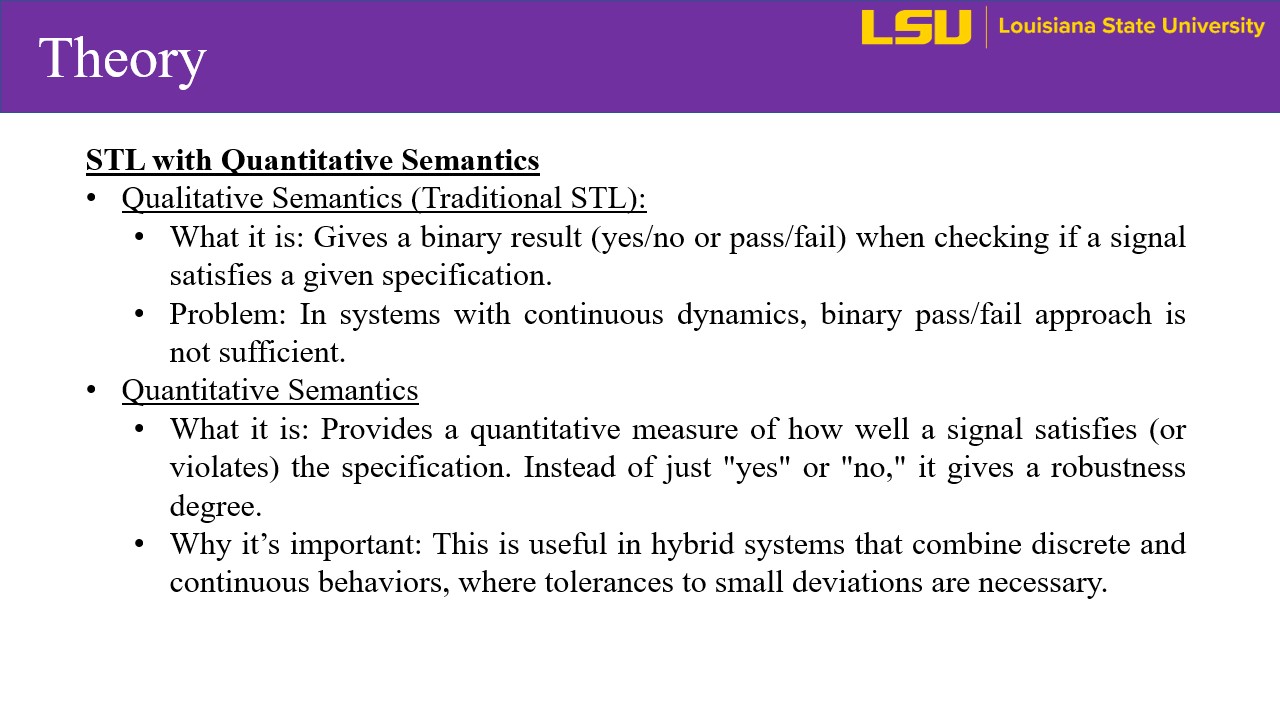 Theory
LSU | Louisiana State University
STL with Quantitative Semantics
• Qualitative Semantics (Traditional STL):
• What it is: Gives a binary result (yes/no or pass/fail) when checking if a signal
satisfies a given specification.
• Problem: In systems with continuous dynamics, binary pass/fail approach is
not sufficient.
• Quantitative Semantics
• What it is: Provides a quantitative measure of how well a signal satisfies (or
violates) the specification. Instead of just "yes" or "no," it gives a robustness
degree.
• Why it’s important: This is useful in hybrid systems that combine discrete and
continuous behaviors, where tolerances to small deviations are necessary.